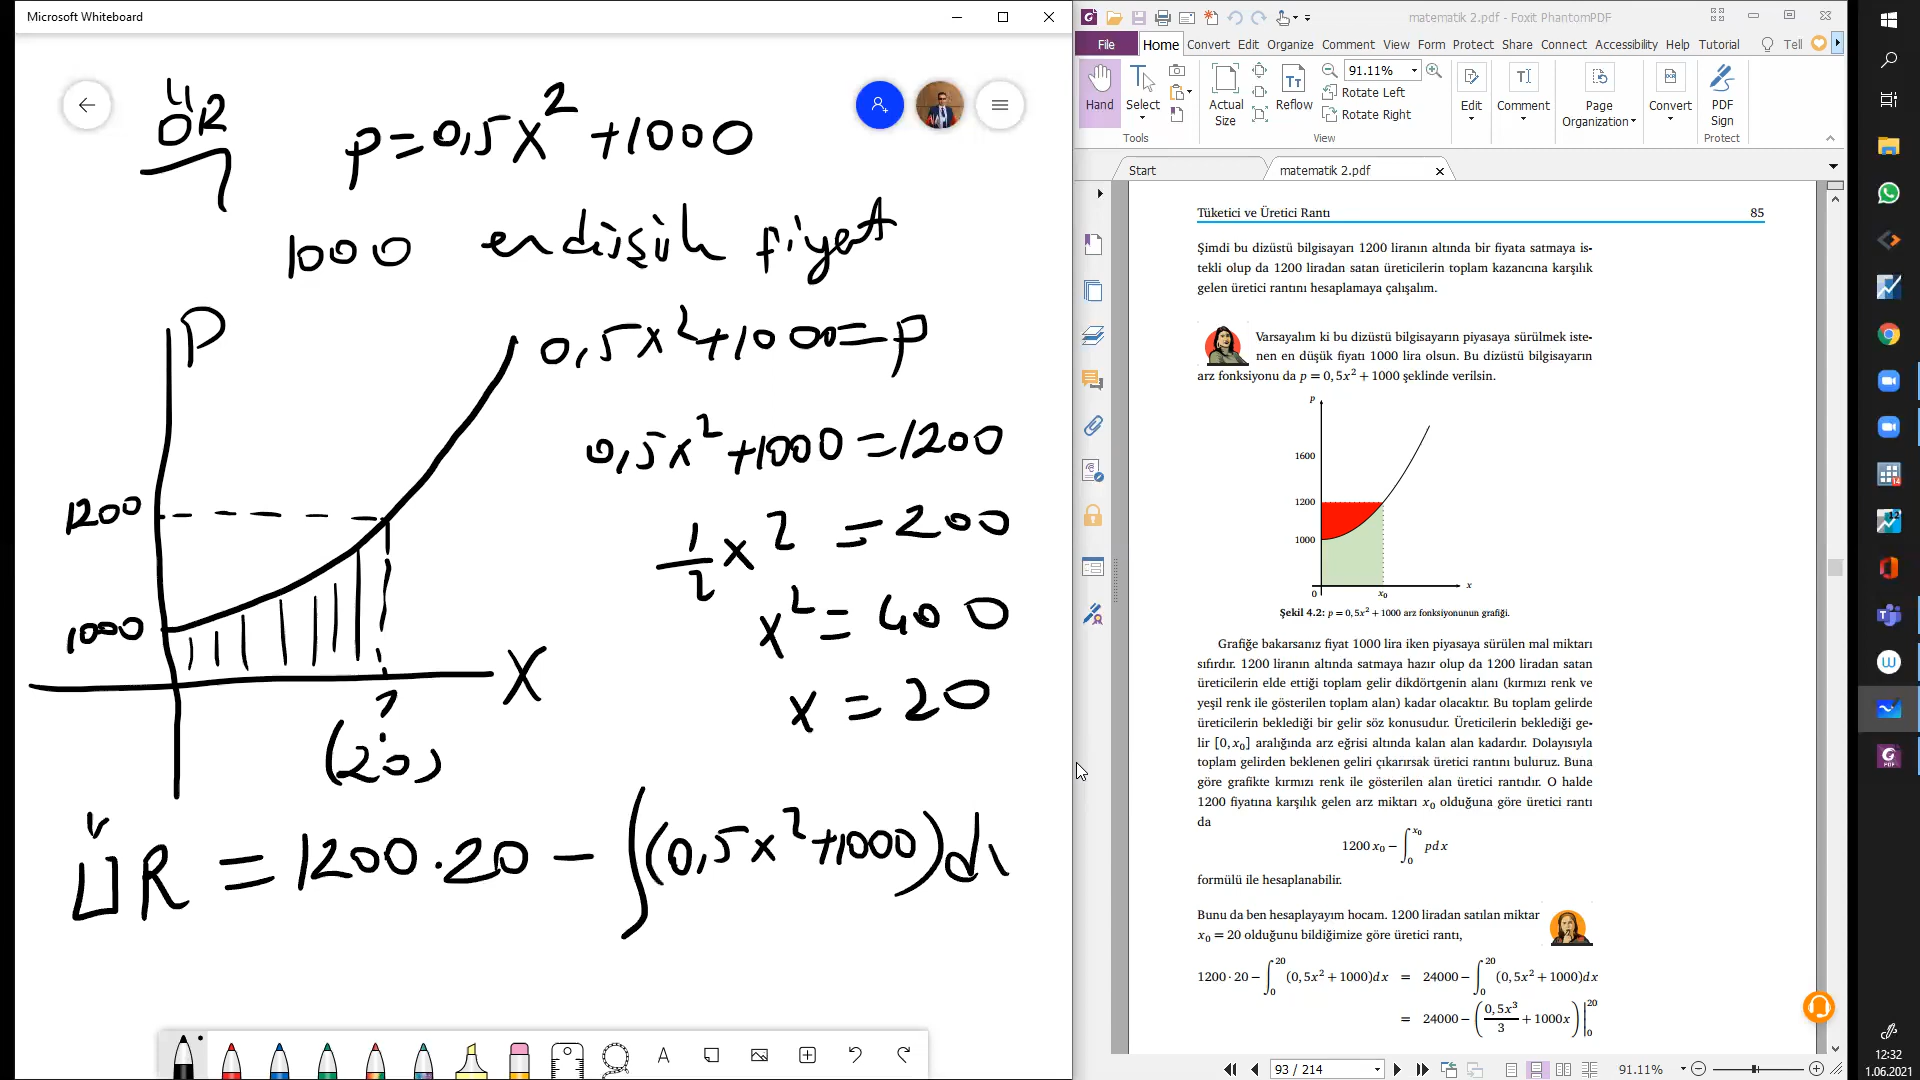 Microsoft Whiteboard
ÖR
p=0,5x²+1000
1000 endüşük fiyat
P
0,5x²+1000=p
0,5x²+1000=1200
1200
1/2 x² = 200
1000
x² = 400
X
x = 20
?
(20)
ÜR = 1200.20 - ∫(0,5x²+1000)dx
matematik 2.pdf - Foxit PhantomPDF
File Home Convert Edit Organize Comment View Form Protect Share Connect Accessibility Help Tutorial Tell
91.11%
Rotate Left
Rotate Right
Hand Select Actual Size Reflow Edit Comment Page Organization Convert PDF Sign
Tools View Protect
Start matematik 2.pdf
Tüketici ve Üretici Rantı 85
Şimdi bu dizüstü bilgisayarı 1200 liranın altında bir fiyata satmaya is-
tekli olup da 1200 liradan satan üreticilerin toplam kazancına karşılık
gelen üretici rantını hesaplamaya çalışalım.
Varsayalım ki bu dizüstü bilgisayarın piyasaya sürülmek iste-
nen en düşük fiyatı 1000 lira olsun. Bu dizüstü bilgisayarın
arz fonksiyonu da p = 0,5x² + 1000 şeklinde verilsin.
p
1600
1200
1000
0 x₀ x
Şekil 4.2: p = 0,5x² + 1000 arz fonksiyonunun grafiği.
Grafiğe bakarsanız fiyat 1000 lira iken piyasaya sürülen mal miktarı
sıfırdır. 1200 liranın altında satmaya hazır olup da 1200 liradan satan
üreticilerin elde ettiği toplam gelir dikdörtgenin alanı (kırmızı renk ve
yeşil renk ile gösterilen toplam alan) kadar olacaktır. Bu toplam gelirde
üreticilerin beklediği bir gelir söz konusudur. Üreticilerin beklediği ge-
lir [0, x₀] aralığında arz eğrisi altında kalan alan kadardır. Dolayısıyla
toplam gelirden beklenen geliri çıkarırsak üretici rantını buluruz. Buna
göre grafikte kırmızı renk ile gösterilen alan üretici rantıdır. O halde
1200 fiyatına karşılık gelen arz miktarı x₀ olduğuna göre üretici rantı
da
1200 x₀ − ∫₀^x₀ pdx
formülü ile hesaplanabilir.
Bunu da ben hesaplayayım hocam. 1200 liradan satılan miktar
x₀ = 20 olduğunu bildiğimize göre üretici rantı,
1200 · 20 − ∫₀²⁰ (0,5x² + 1000)dx = 24000 − ∫₀²⁰ (0,5x² + 1000)dx
= 24000 − (0,5x³/3 + 1000x)|₀²⁰
93 / 214 91.11%
12:32
1.06.2021